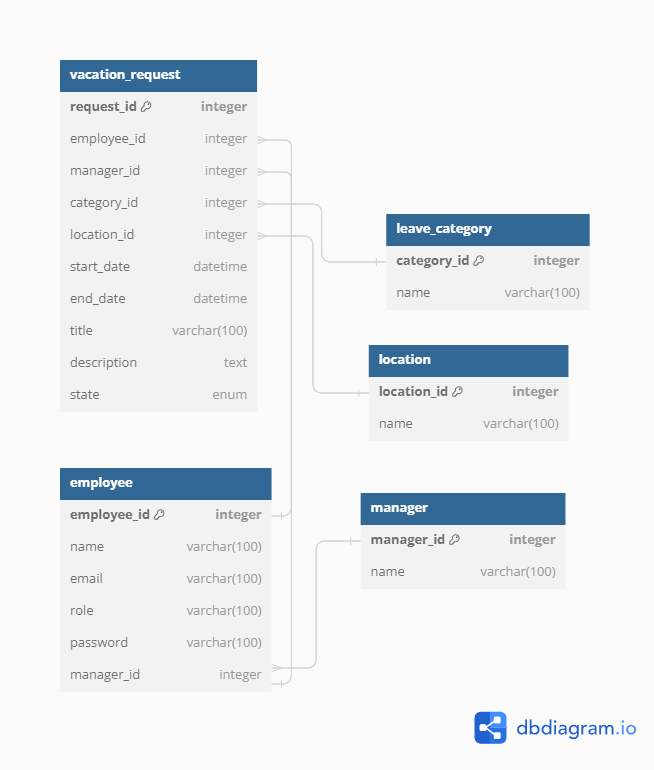 vacation_request
request_id integer
employee_id integer
manager_id integer
category_id integer
location_id integer
start_date datetime
end_date datetime
title varchar(100)
description text
state enum
leave_category
category_id integer
name varchar(100)
location
location_id integer
name varchar(100)
employee
employee_id integer
name varchar(100)
email varchar(100)
role varchar(100)
password varchar(100)
manager_id integer
manager
manager_id integer
name varchar(100)
dbdiagram.io